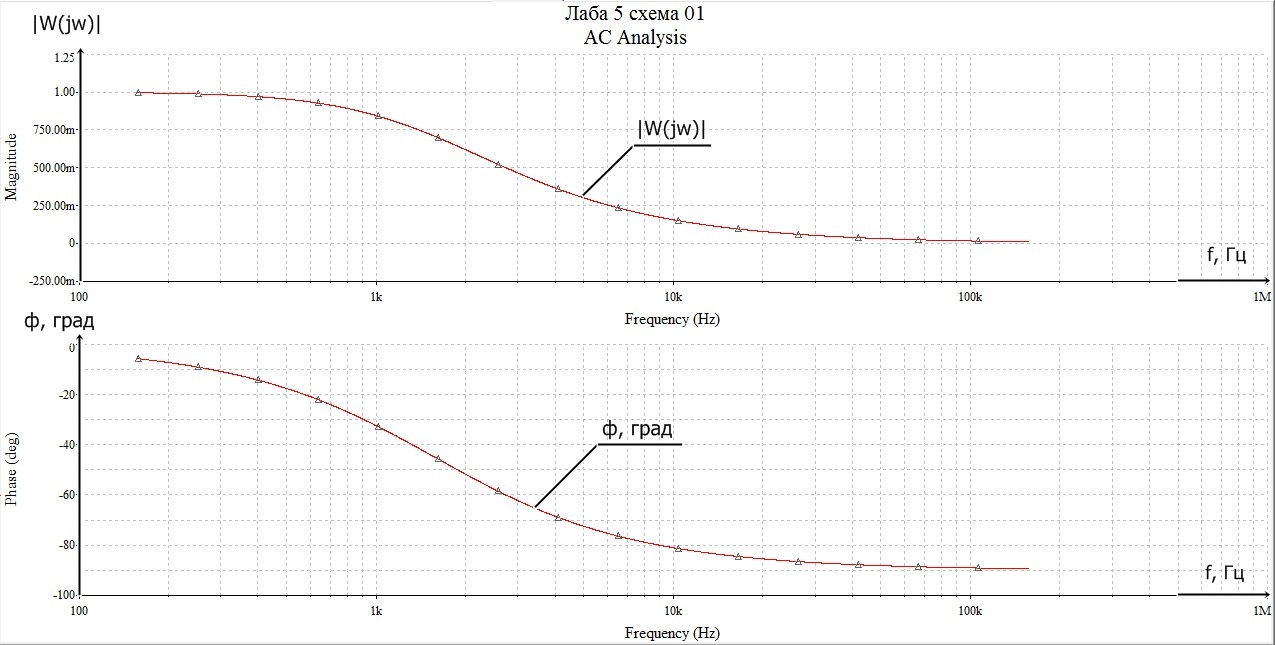 Лаба 5 схема 01
AC Analysis
|W(jw)|
1.25
1.00
750.00m
500.00m
250.00m
0
-250.00m
Magnitude
|W(jw)|
f, Гц
100 1k 10k 100k 1M
Frequency (Hz)
ф, град
0
-20
-40
-60
-80
-100
Phase (deg)
ф, град
f, Гц
100 1k 10k 100k 1M
Frequency (Hz)